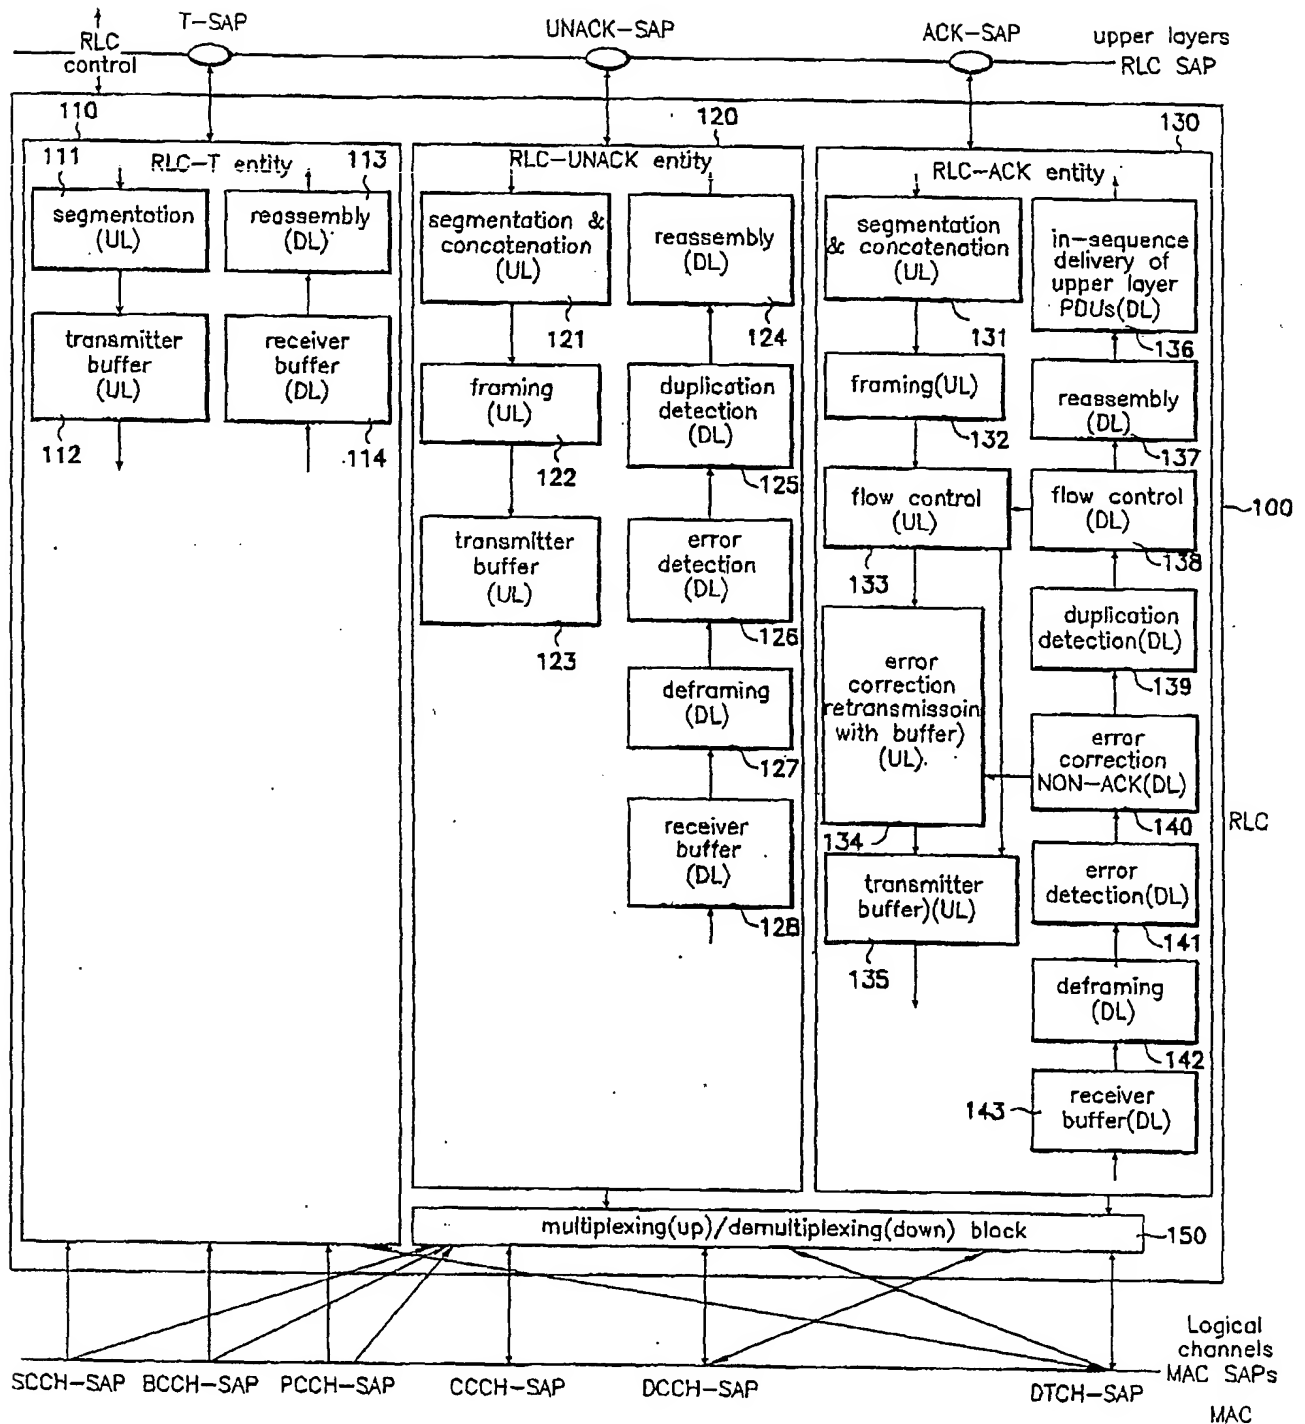 T-SAP
UNACK-SAP
ACK-SAP
RLC
control
upper layers
RLC SAP
110
120
130
RLC-T entity
111
113
segmentation
(UL)
reassembly
(DL)
transmitter
buffer
(UL)
receiver
buffer
(DL)
112
114
RLC-UNACK entity
segmentation &
concatenation
(UL)
reassembly
(DL)
121
124
framing
(UL)
duplication
detection
(DL)
122
125
transmitter
buffer
(UL)
error
detection
(DL)
123
126
deframing
(DL)
127
receiver
buffer
(DL)
128
RLC-ACK entity
segmentation
& concatenation
(UL)
in-sequence
delivery of
upper layer
PDUs(DL)
131
136
framing(UL)
reassembly
(DL)
132
137
flow control
(UL)
flow control
(DL)
133
138
100
duplication
detection(DL)
139
error
correction
retransmissoin
with buffer)
(UL)
error
correction
NON-ACK(DL)
134
140
RLC
transmitter
buffer)(UL)
error
detection(DL)
135
141
deframing
(DL)
142
143
receiver
buffer(DL)
multiplexing(up)/demultiplexing(down) block
150
Logical
channels
MAC SAPs
SCCH-SAP
BCCH-SAP
PCCH-SAP
CCCH-SAP
DCCH-SAP
DTCH-SAP
MAC